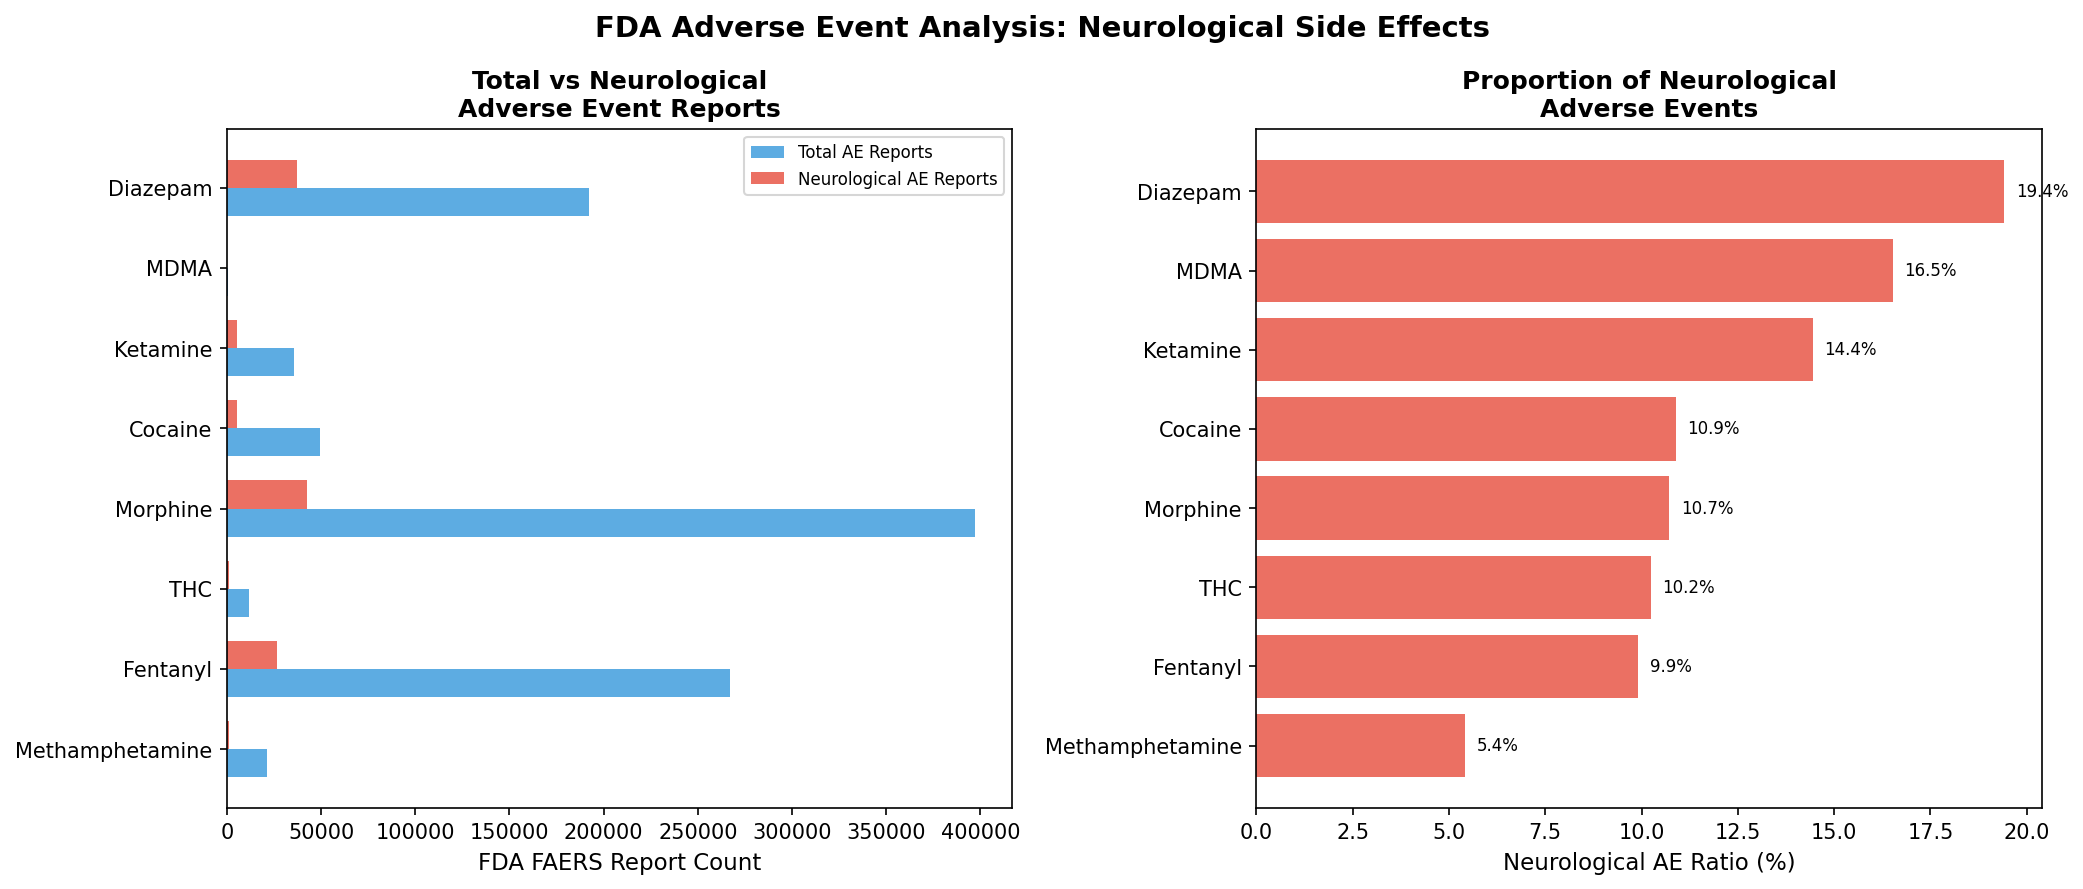 FDA Adverse Event Analysis: Neurological Side Effects
Total vs Neurological
Adverse Event Reports
Total AE Reports
Neurological AE Reports
Diazepam
MDMA
Ketamine
Cocaine
Morphine
THC
Fentanyl
Methamphetamine
0 50000 100000 150000 200000 250000 300000 350000 400000
FDA FAERS Report Count
Proportion of Neurological
Adverse Events
Diazepam 19.4%
MDMA 16.5%
Ketamine 14.4%
Cocaine 10.9%
Morphine 10.7%
THC 10.2%
Fentanyl 9.9%
Methamphetamine 5.4%
0.0 2.5 5.0 7.5 10.0 12.5 15.0 17.5 20.0
Neurological AE Ratio (%)